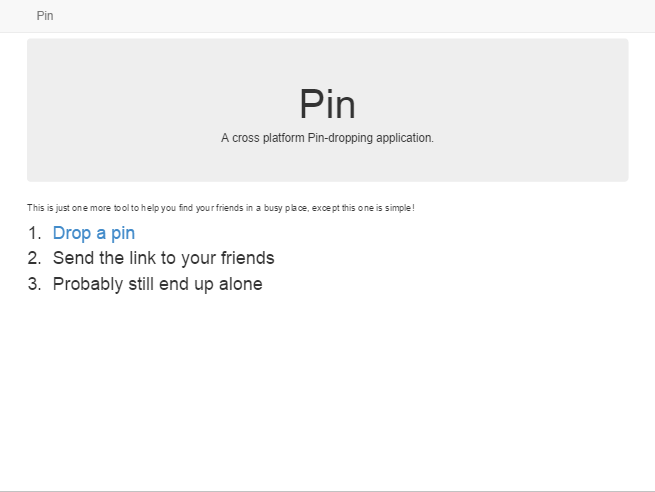 Pin
Pin
A cross platform Pin-dropping application.
This is just one more tool to help you find your friends in a busy place, except this one is simple!
1. Drop a pin
2. Send the link to your friends
3. Probably still end up alone